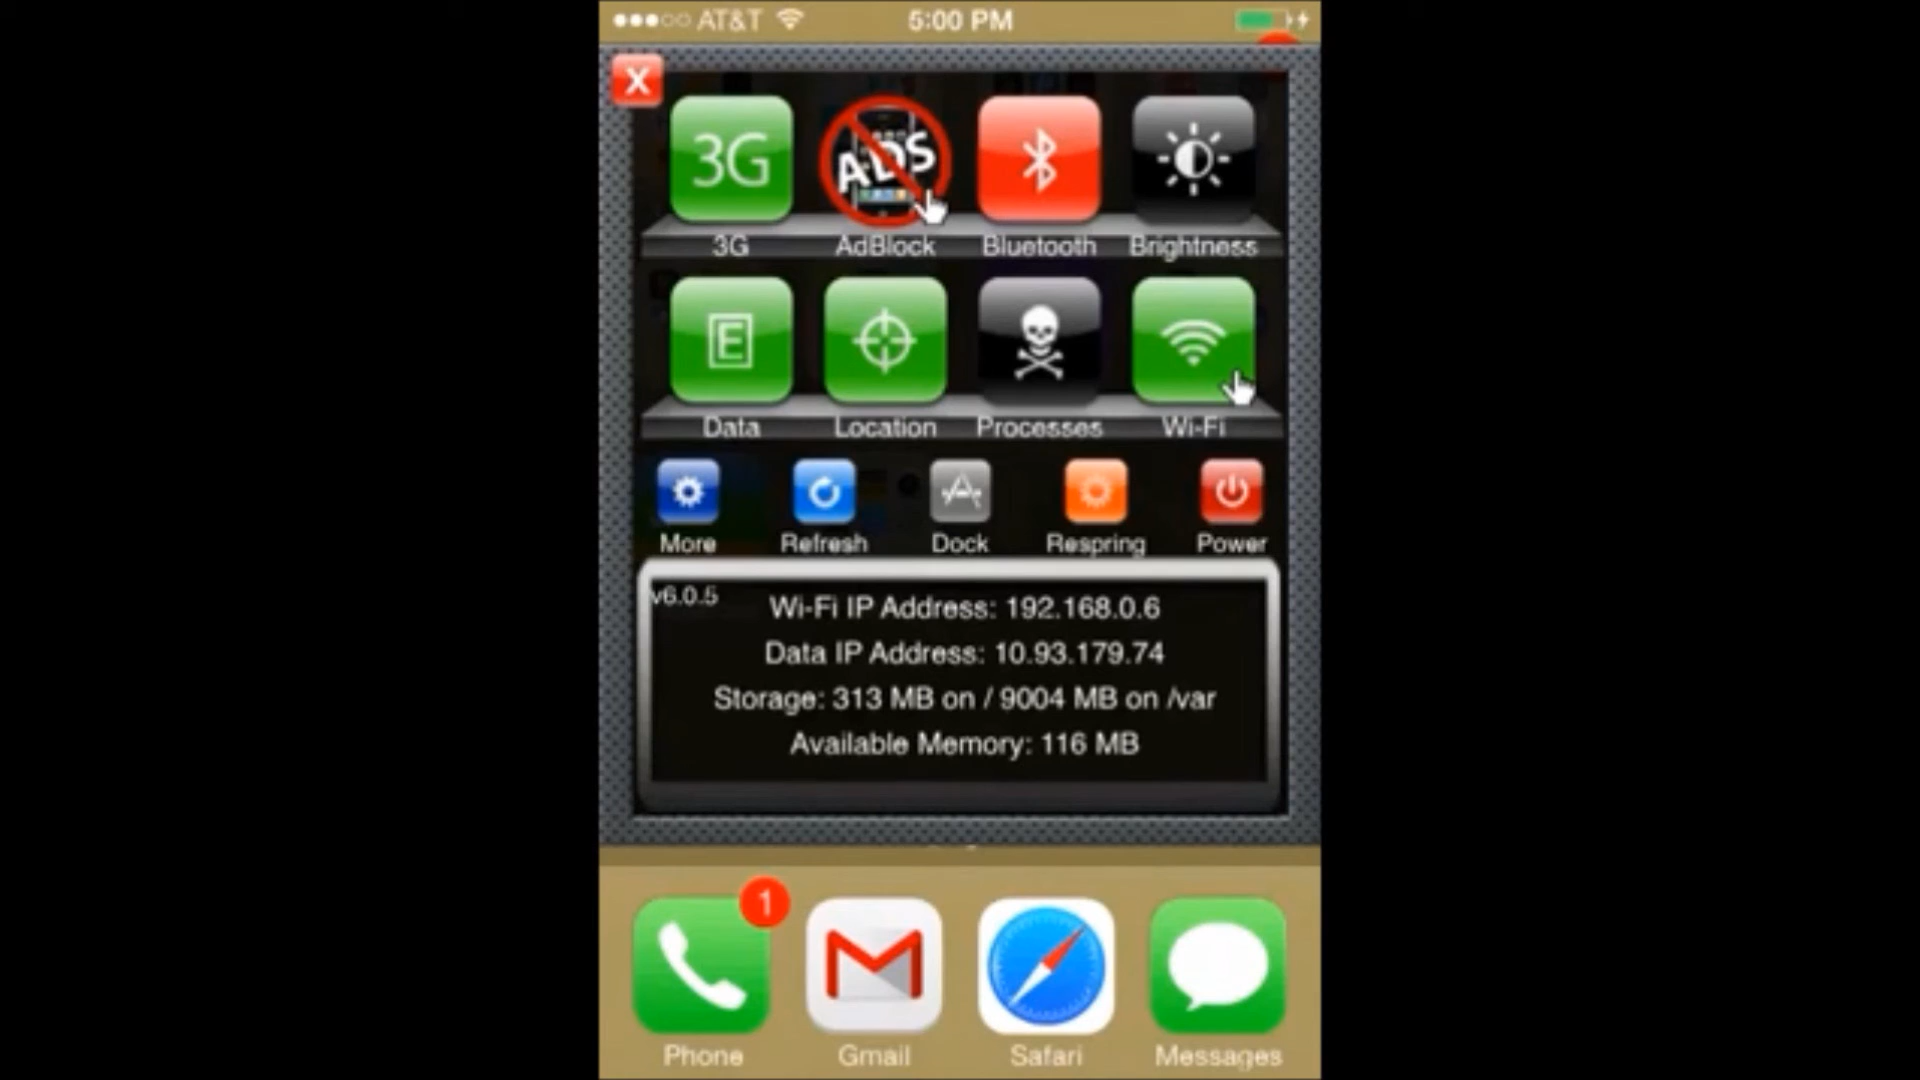 AT&T 5:00 PM
X
3G ADS
3G AdBlock Bluetooth Brightness
E
Data Location Processes Wi-Fi
More Refresh Dock Respring Power
v6.0.5
Wi-Fi IP Address: 192.168.0.6
Data IP Address: 10.93.179.74
Storage: 313 MB on / 9004 MB on /var
Available Memory: 116 MB
1
Phone Gmail Safari Messages